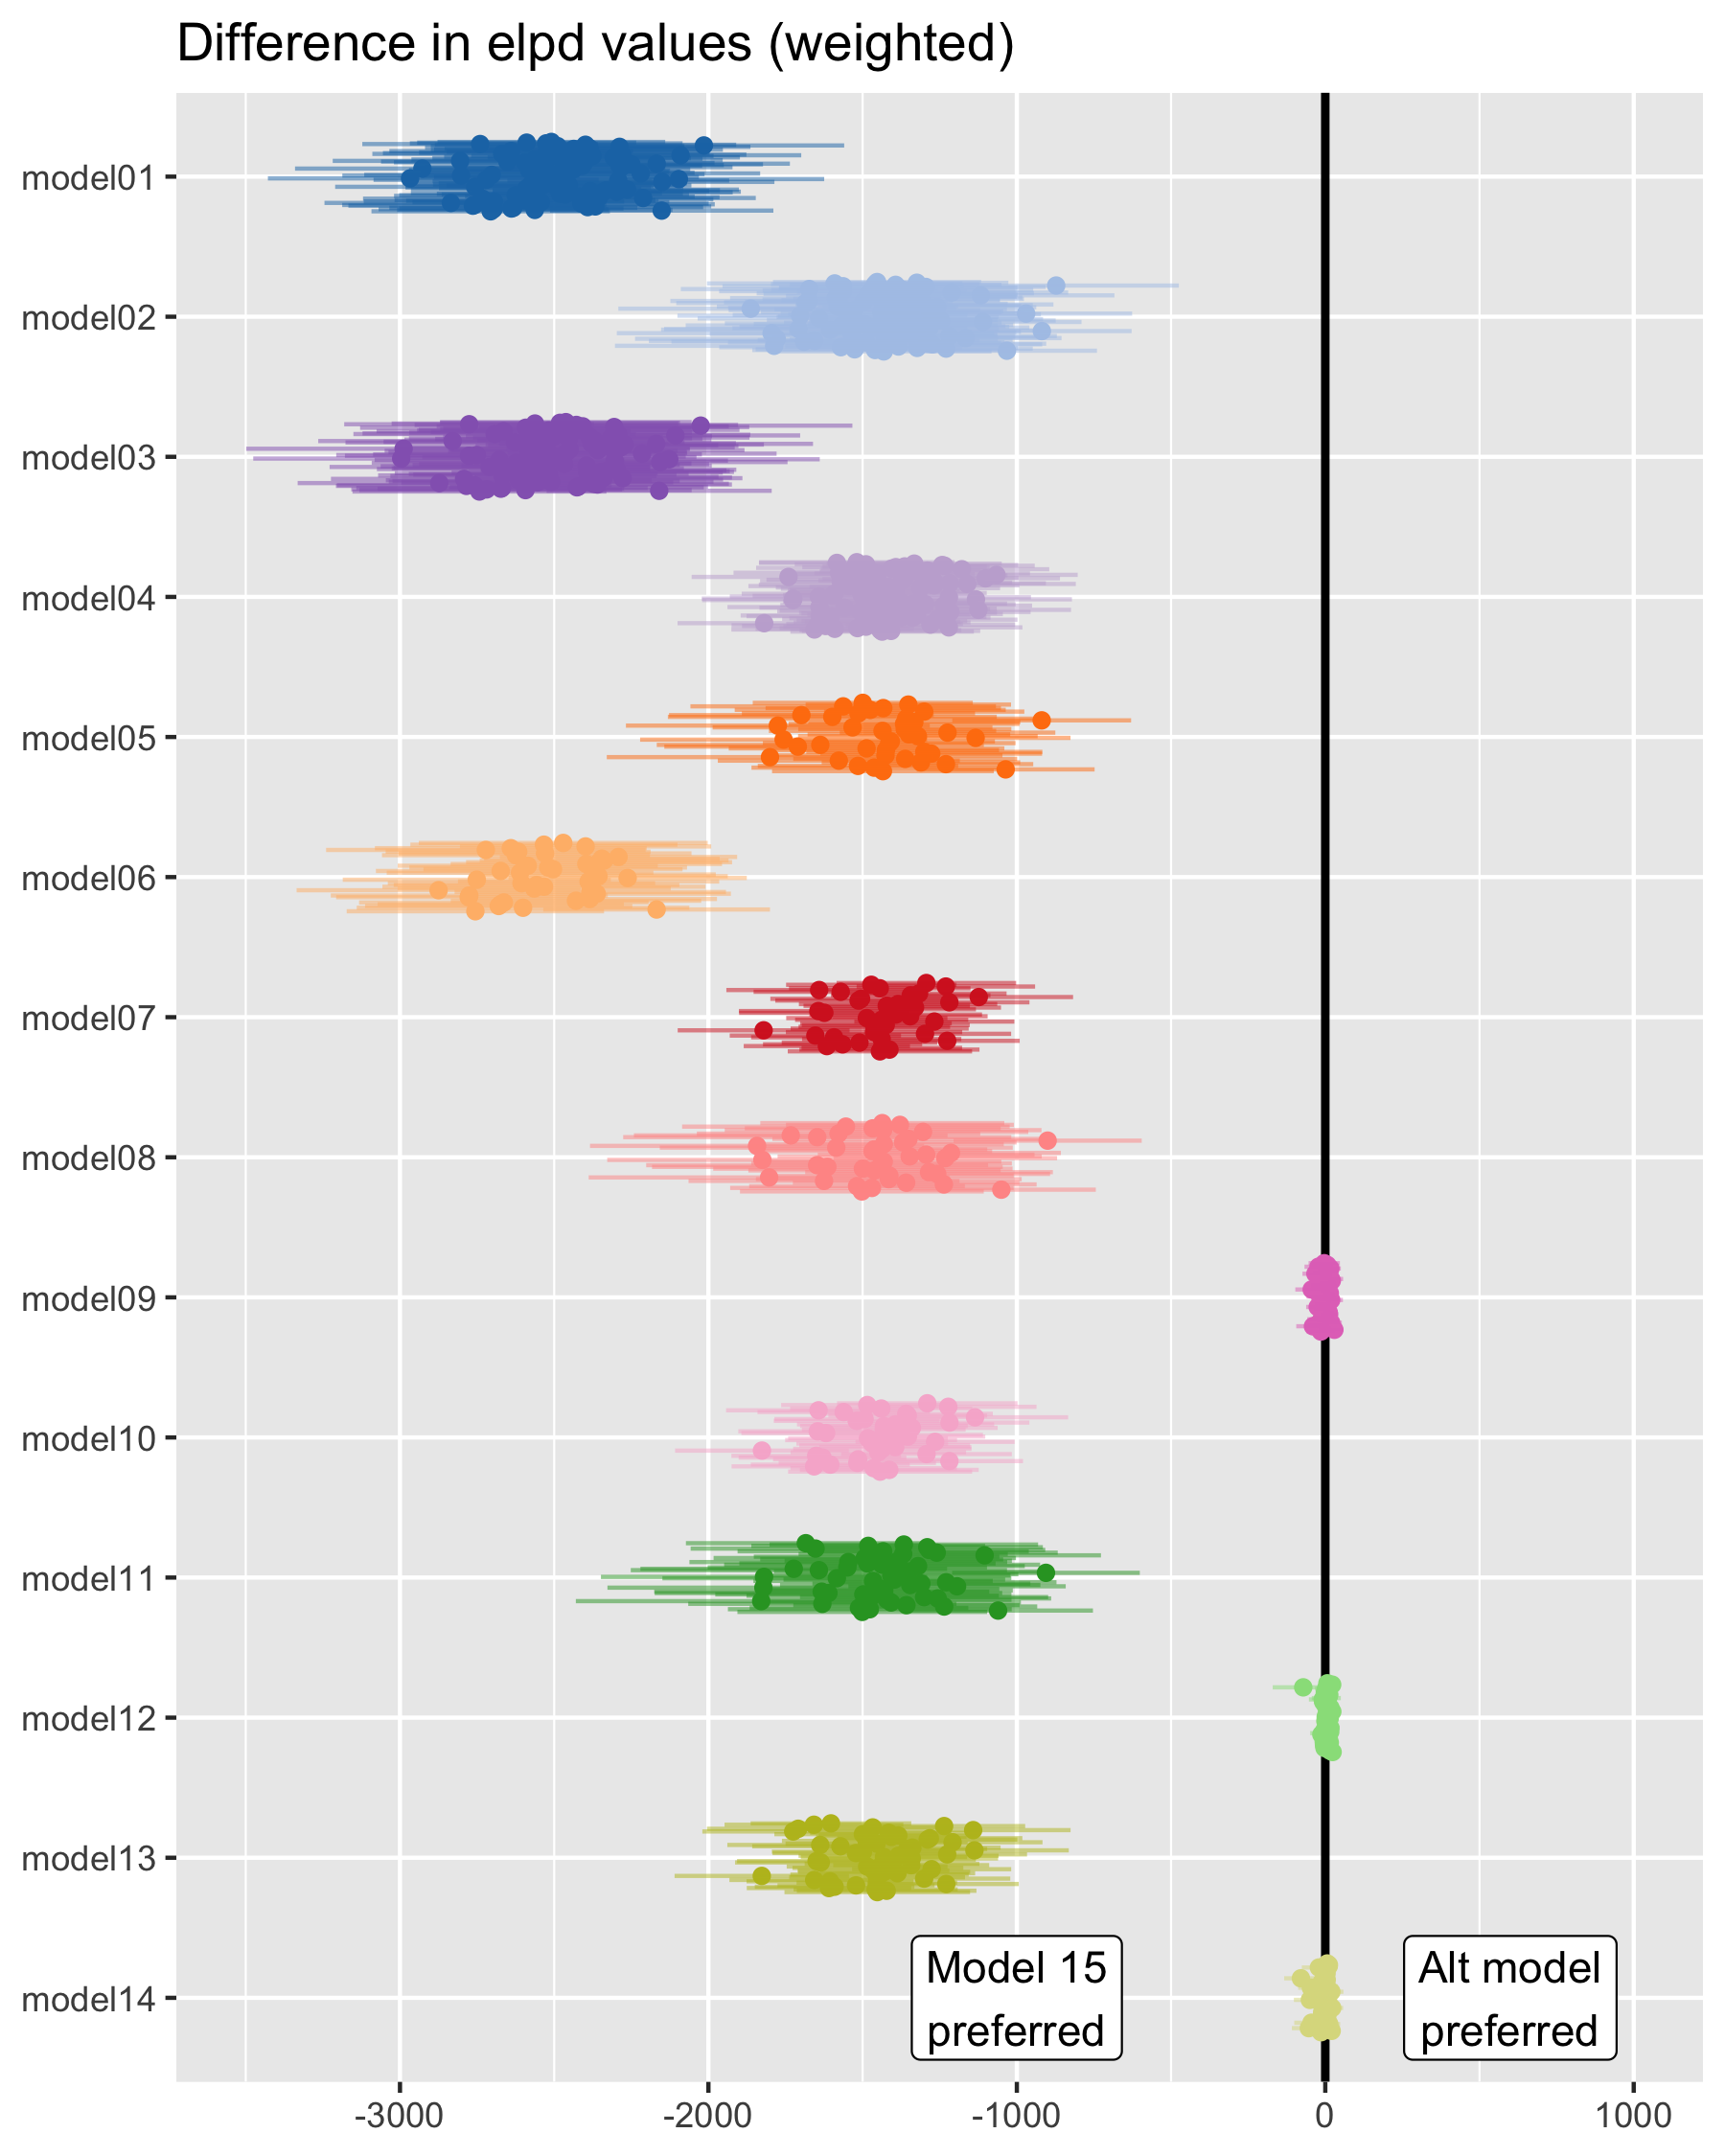 Difference in elpd values (weighted)
model01
model02
model03
model04
model05
model06
model07
model08
model09
model10
model11
model12
model13
model14
Model 15
preferred
Alt model
preferred
-3000
-2000
-1000
0
1000